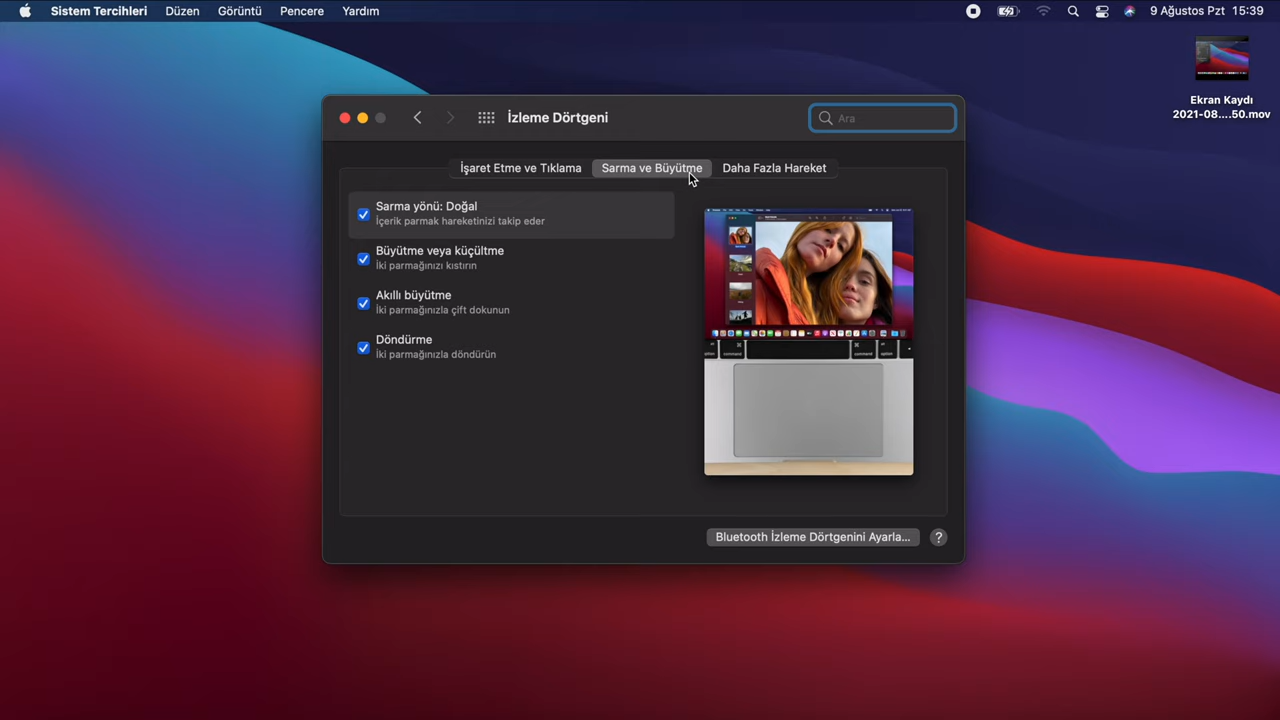 Sistem Tercihleri Düzen Görüntü Pencere Yardım
9 Ağustos Pzt 15:39
Ekran Kaydı
2021-08....50.mov
İzleme Dörtgeni
Ara
İşaret Etme ve Tıklama Sarma ve Büyütme Daha Fazla Hareket
Sarma yönü: Doğal
İçerik parmak hareketinizi takip eder
Büyütme veya küçültme
İki parmağınızı kıstırın
Akıllı büyütme
İki parmağınızla çift dokunun
Döndürme
İki parmağınızla döndürün
command command option
Bluetooth İzleme Dörtgenini Ayarla... ?